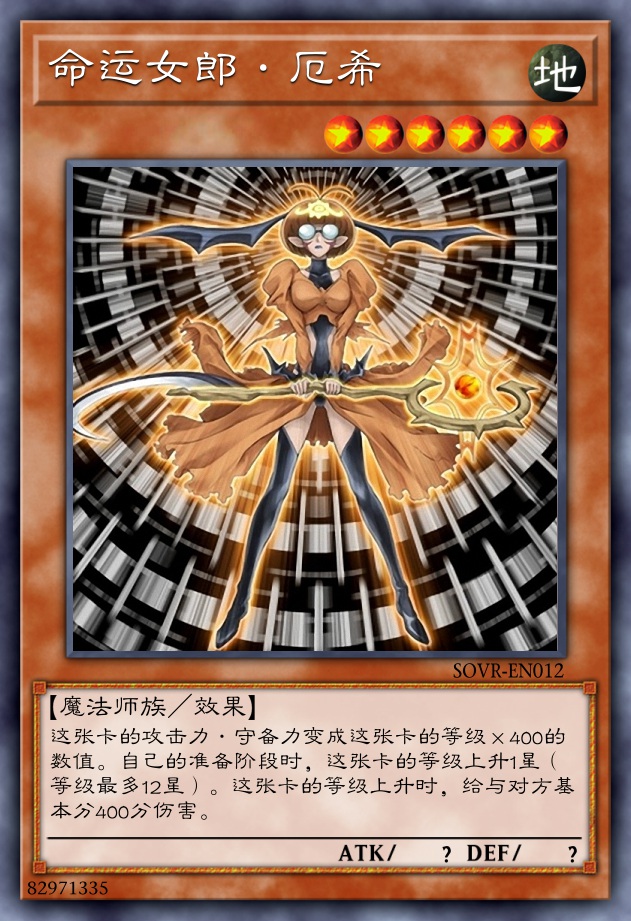 命运女郎·厄希
地
SOVR-EN012
【魔法师族／效果】
这张卡的攻击力·守备力变成这张卡的等级×400的
数值。自己的准备阶段时，这张卡的等级上升1星（
等级最多12星）。这张卡的等级上升时，给与对方基
本分400分伤害。
ATK/ ? DEF/ ?
82971335